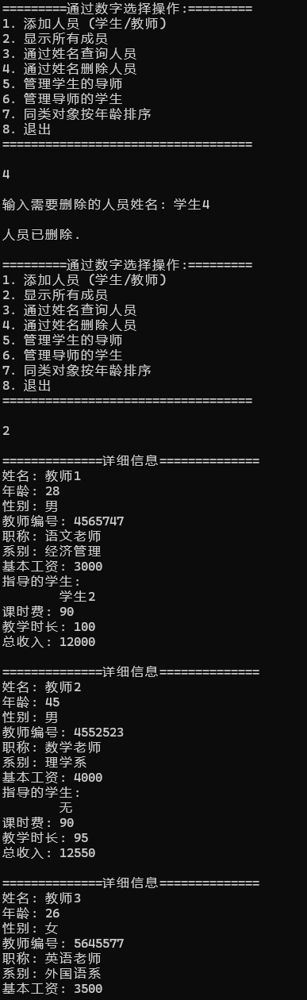 =========通过数字选择操作:=========
1. 添加人员 (学生/教师)
2. 显示所有成员
3. 通过姓名查询人员
4. 通过姓名删除人员
5. 管理学生的导师
6. 管理导师的学生
7. 同类对象按年龄排序
8. 退出
===================================
4
输入需要删除的人员姓名: 学生4
人员已删除.
=========通过数字选择操作:=========
1. 添加人员 (学生/教师)
2. 显示所有成员
3. 通过姓名查询人员
4. 通过姓名删除人员
5. 管理学生的导师
6. 管理导师的学生
7. 同类对象按年龄排序
8. 退出
===================================
2
==============详细信息==============
姓名: 教师1
年龄: 28
性别: 男
教师编号: 4565747
职称: 语文老师
系别: 经济管理
基本工资: 3000
指导的学生:
学生2
课时费: 90
教学时长: 100
总收入: 12000
==============详细信息==============
姓名: 教师2
年龄: 45
性别: 男
教师编号: 4552523
职称: 数学老师
系别: 理学系
基本工资: 4000
指导的学生:
无
课时费: 90
教学时长: 95
总收入: 12550
==============详细信息==============
姓名: 教师3
年龄: 26
性别: 女
教师编号: 5645577
职称: 英语老师
系别: 外国语系
基本工资: 3500